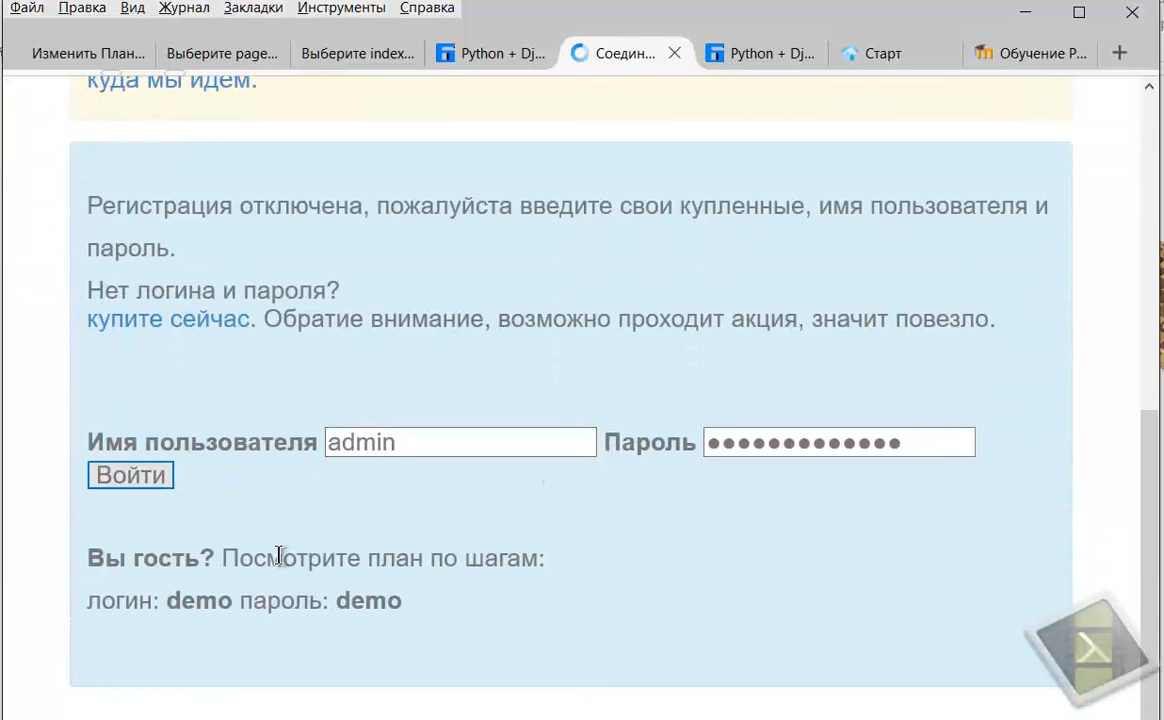 Файл Правка Вид Журнал Закладки Инструменты Справка
Изменить План... Выберите page... Выберите index... Python + Dj... Соедин... Python + Dj... Старт Обучение P...
куда мы идем.
Регистрация отключена, пожалуйста введите свои купленные, имя пользователя и
пароль.
Нет логина и пароля?
купите сейчас. Обратие внимание, возможно проходит акция, значит повезло.
Имя пользователя admin Пароль
Войти
Вы гость? Посмотрите план по шагам:
логин: demo пароль: demo